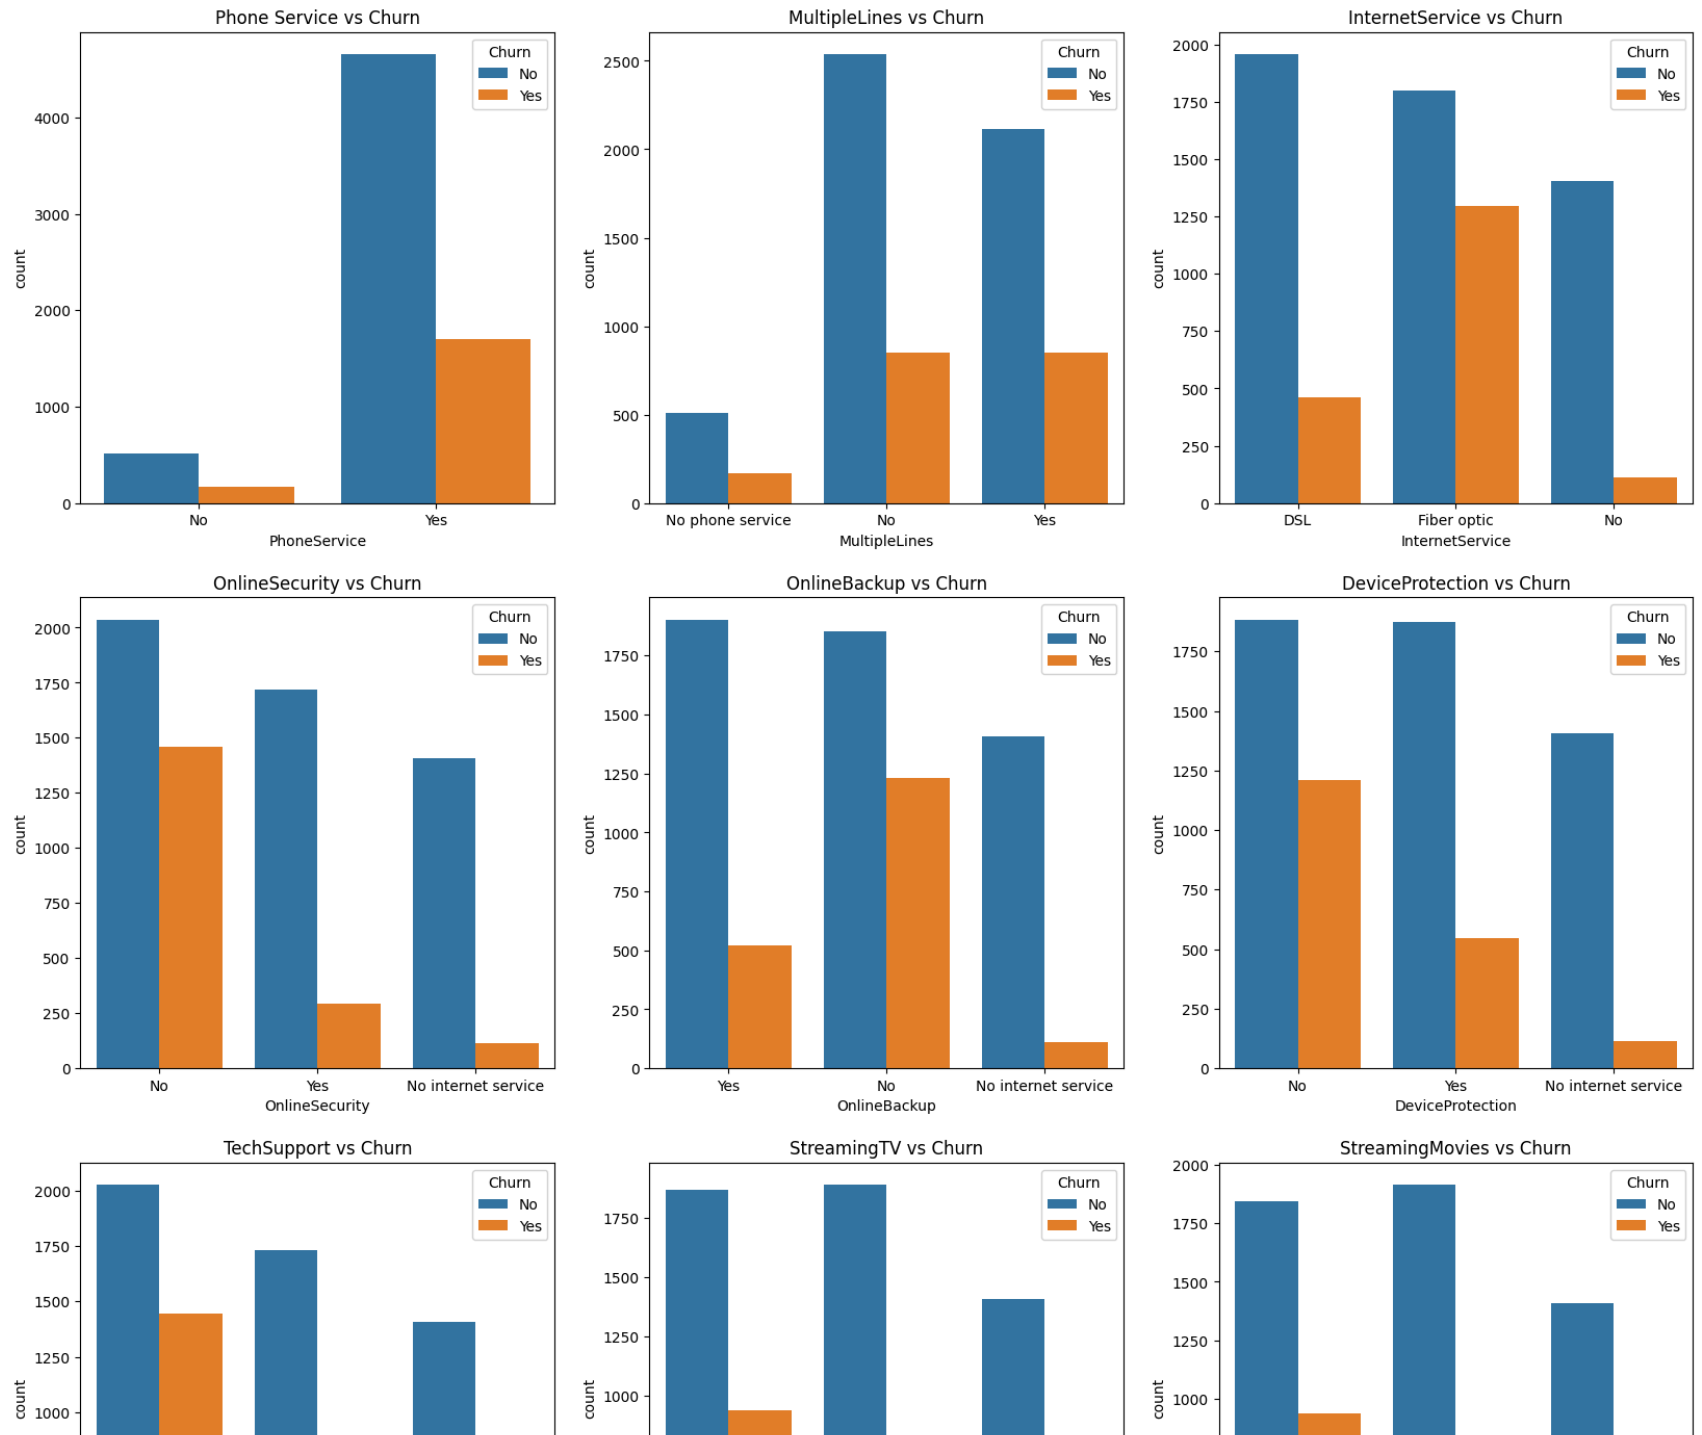 Phone Service vs Churn
Churn
No
Yes
4000
3000
2000
1000
0
count
No Yes
PhoneService
MultipleLines vs Churn
Churn
No
Yes
2500
2000
1500
1000
500
0
count
No phone service No Yes
MultipleLines
InternetService vs Churn
Churn
No
Yes
2000
1750
1500
1250
1000
750
500
250
0
count
DSL Fiber optic No
InternetService
OnlineSecurity vs Churn
Churn
No
Yes
2000
1750
1500
1250
1000
750
500
250
0
count
No Yes No internet service
OnlineSecurity
OnlineBackup vs Churn
Churn
No
Yes
1750
1500
1250
1000
750
500
250
0
count
Yes No No internet service
OnlineBackup
DeviceProtection vs Churn
Churn
No
Yes
1750
1500
1250
1000
750
500
250
0
count
No Yes No internet service
DeviceProtection
TechSupport vs Churn
Churn
No
Yes
2000
1750
1500
1250
1000
count
StreamingTV vs Churn
Churn
No
Yes
1750
1500
1250
1000
count
StreamingMovies vs Churn
Churn
No
Yes
2000
1750
1500
1250
1000
count